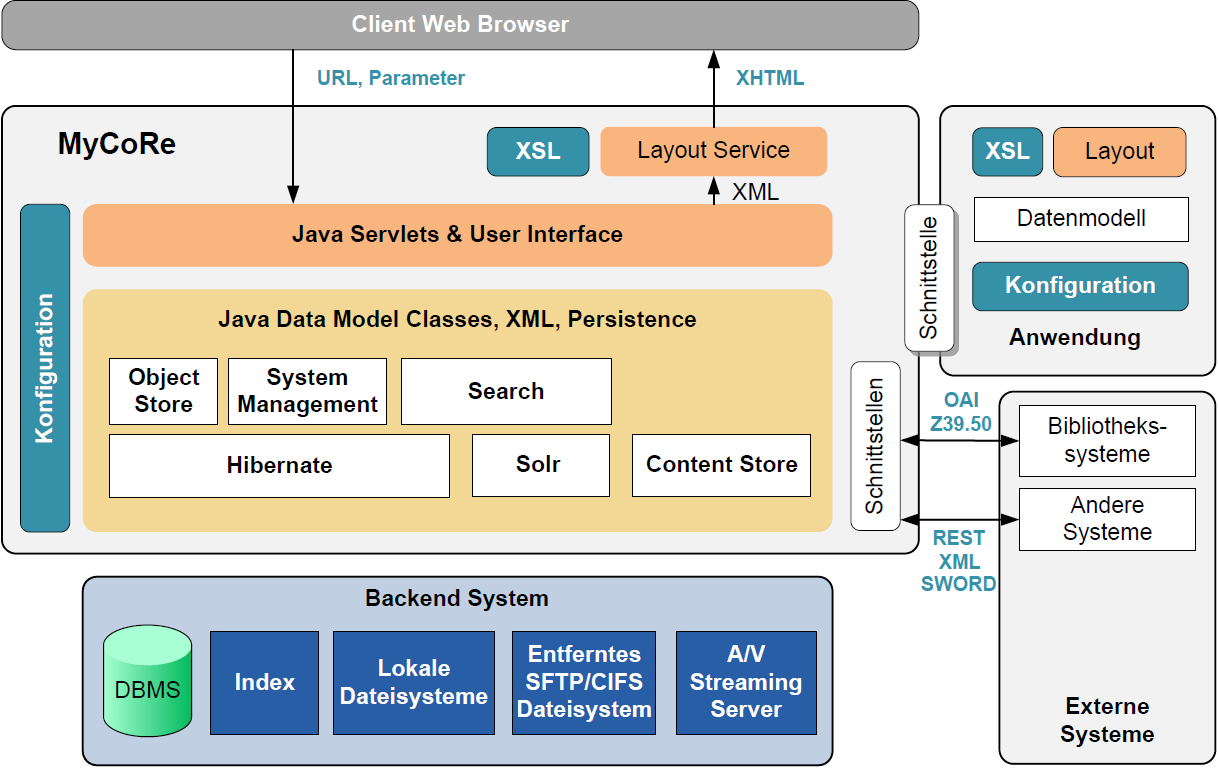 Client Web Browser
URL, Parameter
XHTML
MyCoRe
XSL
Layout Service
XML
Konfiguration
Java Servlets & User Interface
Java Data Model Classes, XML, Persistence
Object
Store
System
Management
Search
Hibernate
Solr
Content Store
Schnittstelle
Schnittstellen
XSL
Layout
Datenmodell
Konfiguration
Anwendung
OAI
Z39.50
Bibliotheks-
systeme
Andere
Systeme
REST
XML
SWORD
Externe
Systeme
Backend System
DBMS
Index
Lokale
Dateisysteme
Entferntes
SFTP/CIFS
Dateisystem
A/V
Streaming
Server